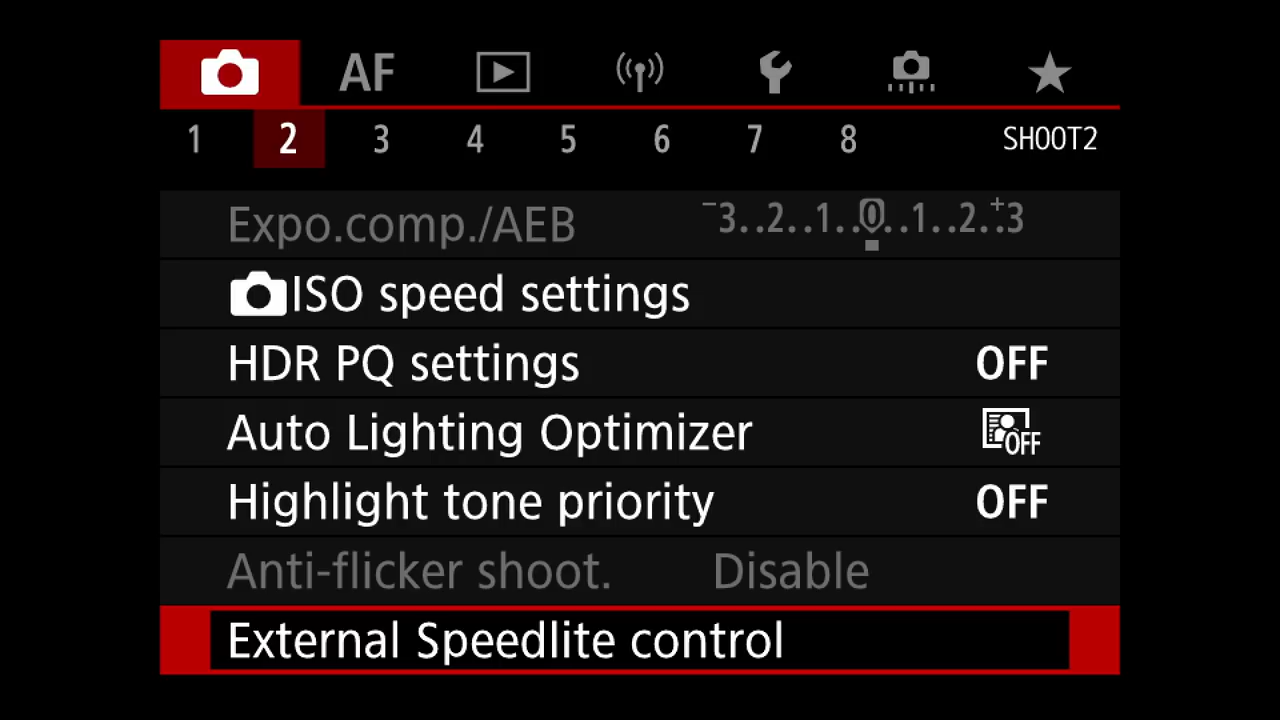 AF
1 2 3 4 5 6 7 8 SHOOT2
Expo.comp./AEB -3..2..1..0..1..2..+3
ISO speed settings
HDR PQ settings OFF
Auto Lighting Optimizer OFF
Highlight tone priority OFF
Anti-flicker shoot. Disable
External Speedlite control